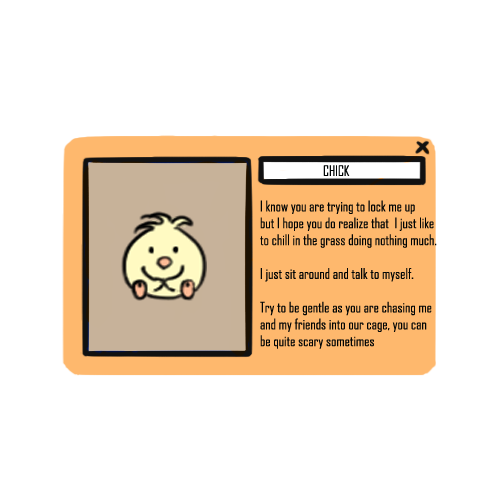 CHICK
I know you are trying to lock me up
but I hope you do realize that I just like
to chill in the grass doing nothing much.
I just sit around and talk to myself.
Try to be gentle as you are chasing me
and my friends into our cage, you can
be quite scary sometimes